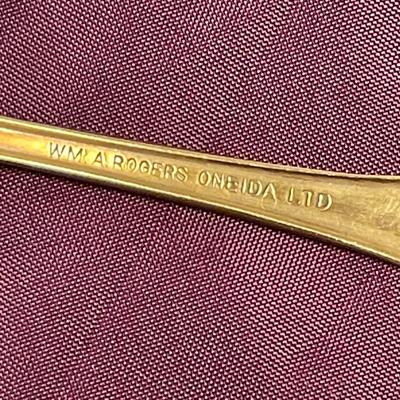 WM. A. ROGERS ONEIDA LTD